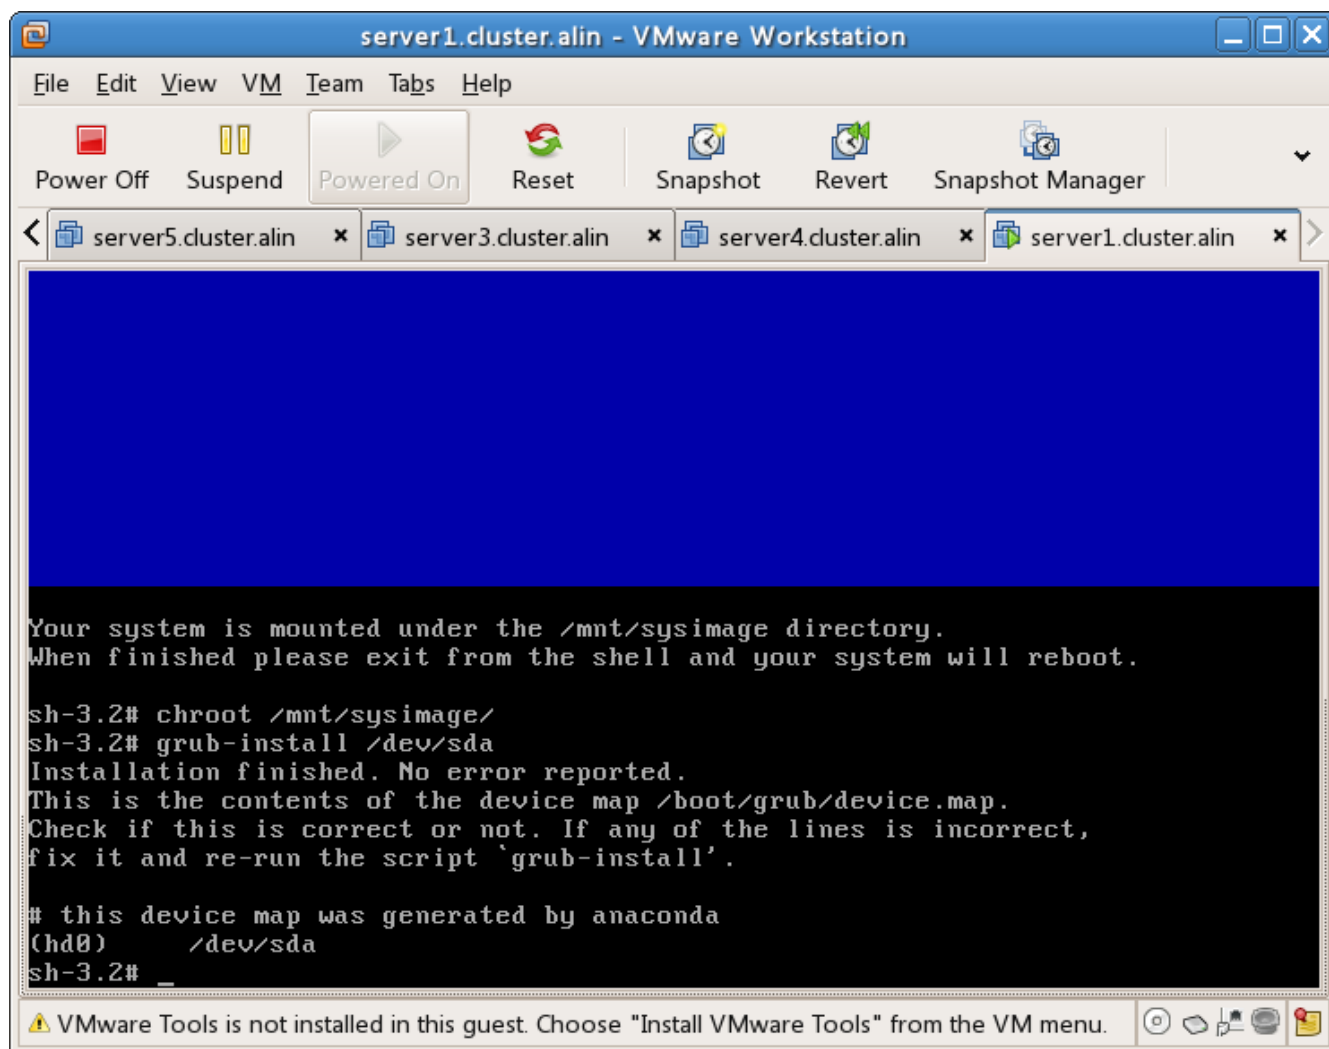 server1.cluster.alin - VMware Workstation
File Edit View VM Team Tabs Help
Power Off Suspend Powered On Reset Snapshot Revert Snapshot Manager
server5.cluster.alin server3.cluster.alin server4.cluster.alin server1.cluster.alin
Your system is mounted under the /mnt/sysimage directory.
When finished please exit from the shell and your system will reboot.
sh-3.2# chroot /mnt/sysimage/
sh-3.2# grub-install /dev/sda
Installation finished. No error reported.
This is the contents of the device map /boot/grub/device.map.
Check if this is correct or not. If any of the lines is incorrect,
fix it and re-run the script `grub-install'.
# this device map was generated by anaconda
(hd0)     /dev/sda
sh-3.2# _
VMware Tools is not installed in this guest. Choose "Install VMware Tools" from the VM menu.